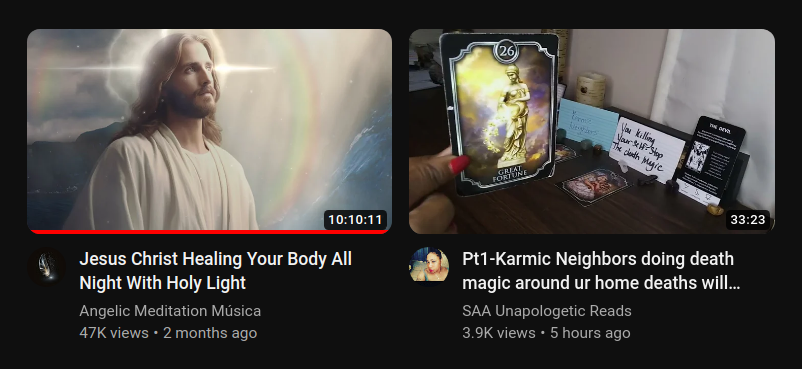 10:10:11
Jesus Christ Healing Your Body All
Night With Holy Light
Angelic Meditation Música
47K views • 2 months ago
26
GREAT
FORTUNE
You Killing
Your-Self-Stop
The death Magic
THE DEVIL
33:23
Pt1-Karmic Neighbors doing death
magic around ur home deaths will...
SAA Unapologetic Reads
3.9K views • 5 hours ago